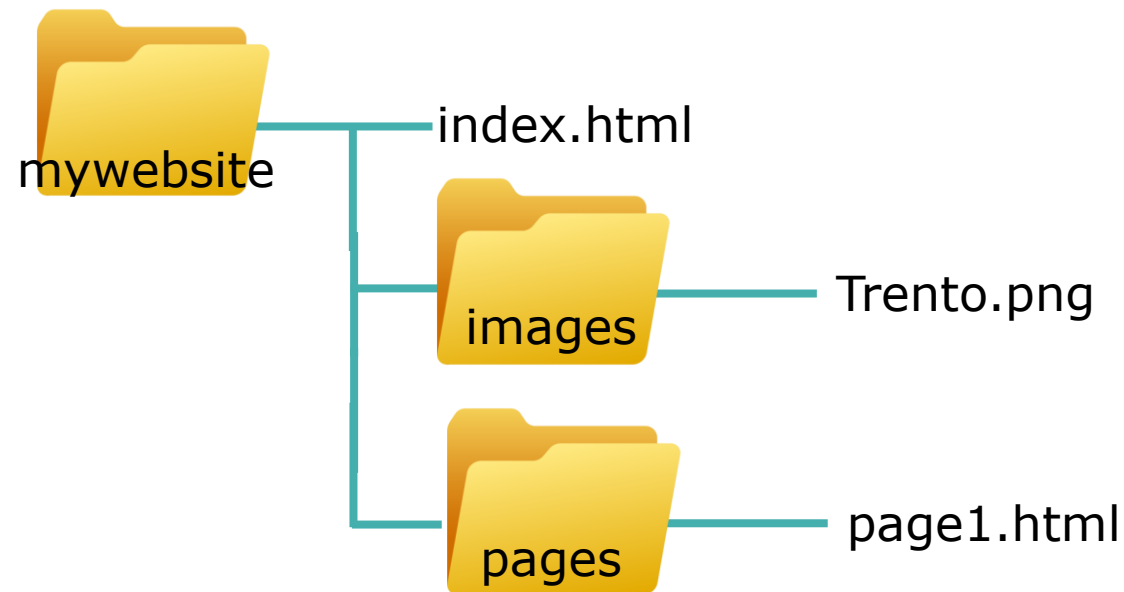 mywebsite
index.html
images
Trento.png
pages
page1.html